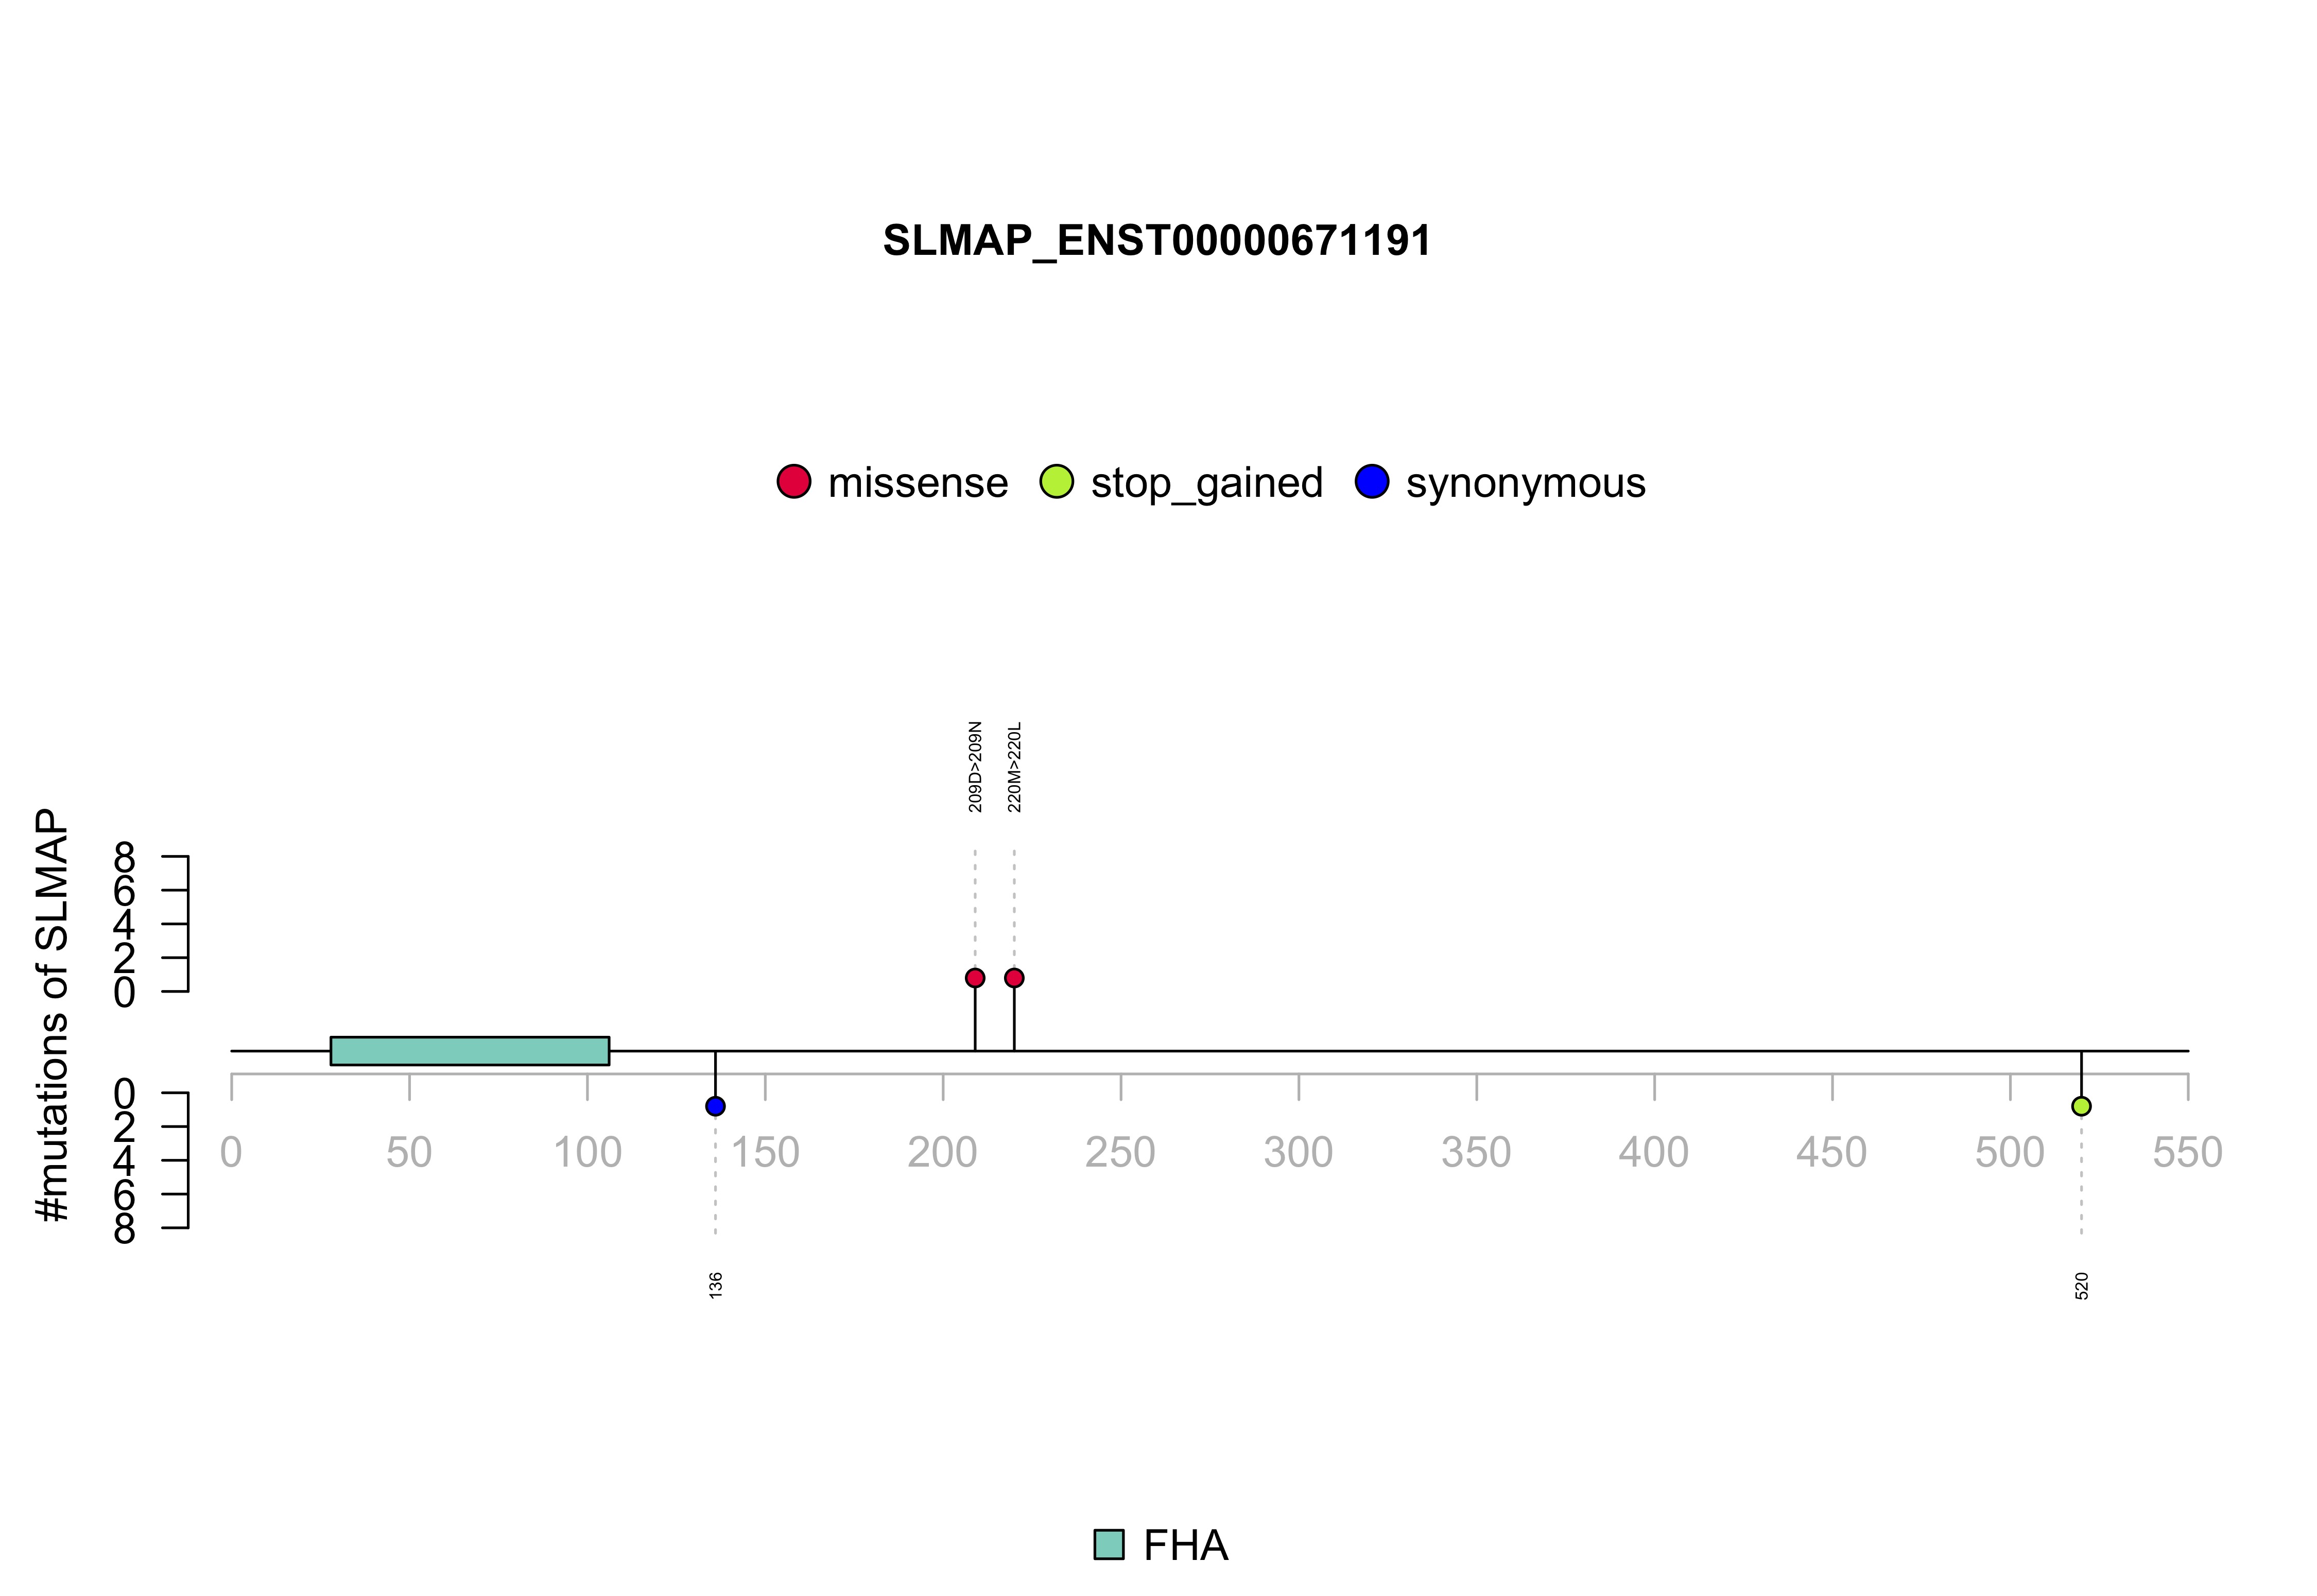 SLMAP_ENST00000671191
missense stop_gained synonymous
209D>209N
220M>220L
#mutations of SLMAP
8
6
4
2
0
0
2
4
6
8
0 50 100 150 200 250 300 350 400 450 500 550
136
520
FHA